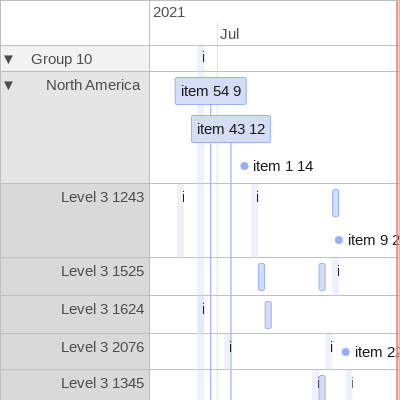 2021
Jul
▼ Group 10
i
▼ North America
item 54 9
item 43 12
item 1 14
Level 3 1243
i
i
item 9 2
Level 3 1525
i
Level 3 1624
i
Level 3 2076
i
i
item 22
Level 3 1345
i
i